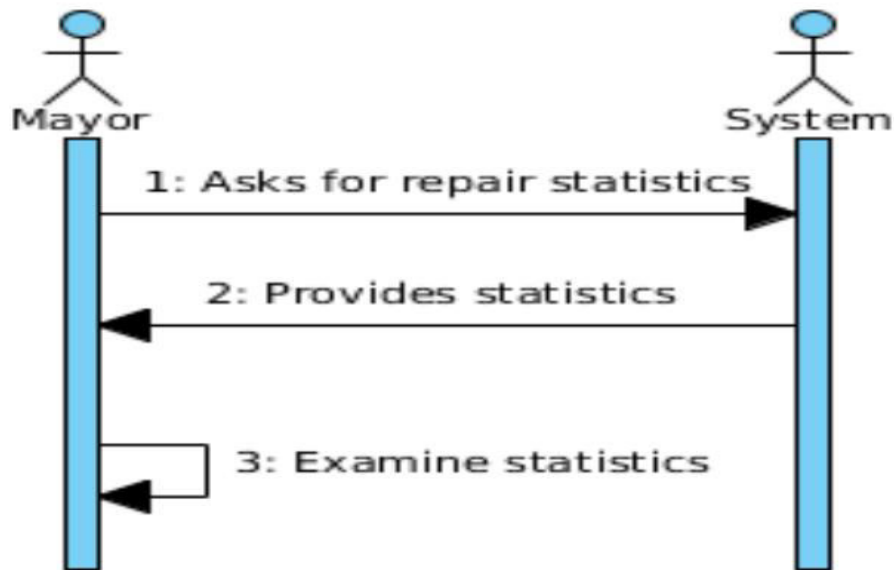 Mayor
System
1: Asks for repair statistics
2: Provides statistics
3: Examine statistics